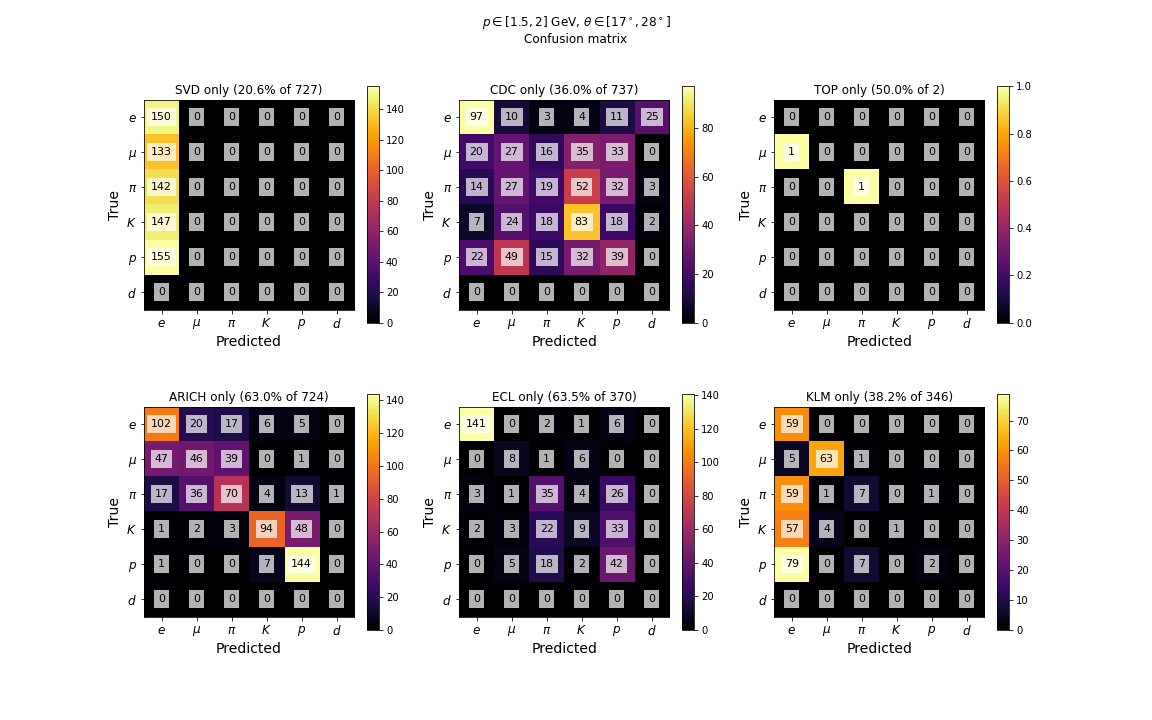 p ∈ [1.5, 2] GeV, θ ∈ [17°, 28°]
Confusion matrix
SVD only (20.6% of 727)
e 150 0 0 0 0 0
μ 133 0 0 0 0 0
π 142 0 0 0 0 0
K 147 0 0 0 0 0
p 155 0 0 0 0 0
d 0 0 0 0 0 0
e μ π K p d
Predicted
True
140
120
100
80
60
40
20
0
CDC only (36.0% of 737)
e 97 10 3 4 11 25
μ 20 27 16 35 33 0
π 14 27 19 52 32 3
K 7 24 18 83 18 2
p 22 49 15 32 39 0
d 0 0 0 0 0 0
e μ π K p d
Predicted
True
80
60
40
20
0
TOP only (50.0% of 2)
e 0 0 0 0 0 0
μ 1 0 0 0 0 0
π 0 0 1 0 0 0
K 0 0 0 0 0 0
p 0 0 0 0 0 0
d 0 0 0 0 0 0
e μ π K p d
Predicted
True
1.0
0.8
0.6
0.4
0.2
0.0
ARICH only (63.0% of 724)
e 102 20 17 6 5 0
μ 47 46 39 0 1 0
π 17 36 70 4 13 1
K 1 2 3 94 48 0
p 1 0 0 7 144 0
d 0 0 0 0 0 0
e μ π K p d
Predicted
True
140
120
100
80
60
40
20
0
ECL only (63.5% of 370)
e 141 0 2 1 6 0
μ 0 8 1 6 0 0
π 3 1 35 4 26 0
K 2 3 22 9 33 0
p 0 5 18 2 42 0
d 0 0 0 0 0 0
e μ π K p d
Predicted
True
140
120
100
80
60
40
20
0
KLM only (38.2% of 346)
e 59 0 0 0 0 0
μ 5 63 1 0 0 0
π 59 1 7 0 1 0
K 57 4 0 1 0 0
p 79 0 7 0 2 0
d 0 0 0 0 0 0
e μ π K p d
Predicted
True
70
60
50
40
30
20
10
0